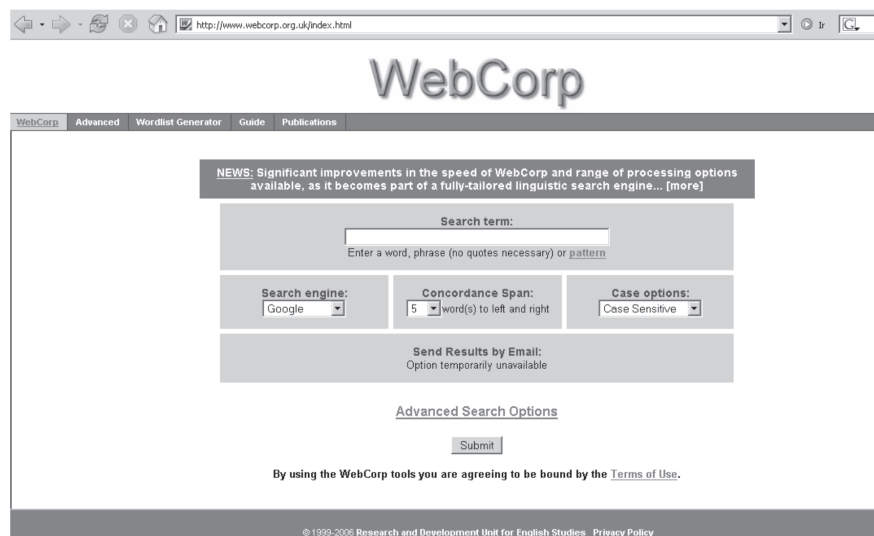 http://www.webcorp.org.uk/index.html Ir G
WebCorp
WebCorp Advanced Wordlist Generator Guide Publications
NEWS: Significant improvements in the speed of WebCorp and range of processing options
available, as it becomes part of a fully-tailored linguistic search engine... [more]
Search term:
Enter a word, phrase (no quotes necessary) or pattern
Search engine:
Google
Concordance Span:
5 word(s) to left and right
Case options:
Case Sensitive
Send Results by Email:
Option temporarily unavailable
Advanced Search Options
Submit
By using the WebCorp tools you are agreeing to be bound by the Terms of Use.
©1999-2006 Research and Development Unit for English Studies Privacy Policy